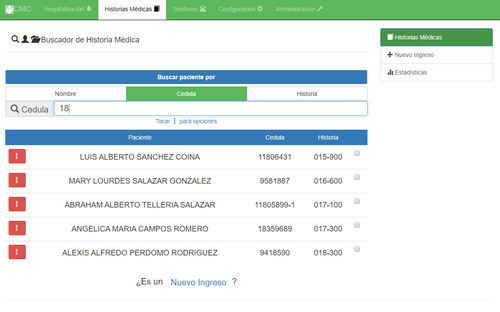 CMC Hospitalización Historias Médicas Teléfono Configuración Administración
Buscador de Historia Médica
Historias Médicas
Nuevo Ingreso
Estadísticas
Buscar paciente por
Nombre Cedula Historia
Cedula 18
Tocar para opciones
Paciente Cedula Historia
LUIS ALBERTO SANCHEZ COINA 11806431 015-900
MARY LOURDES SALAZAR GONZALEZ 9581887 016-600
ABRAHAM ALBERTO TELLERIA SALAZAR 11805899-1 017-100
ANGELICA MARIA CAMPOS ROMERO 18359689 017-300
ALEXIS ALFREDO PERDOMO RODRIGUEZ 9418590 018-300
¿Es un Nuevo Ingreso ?